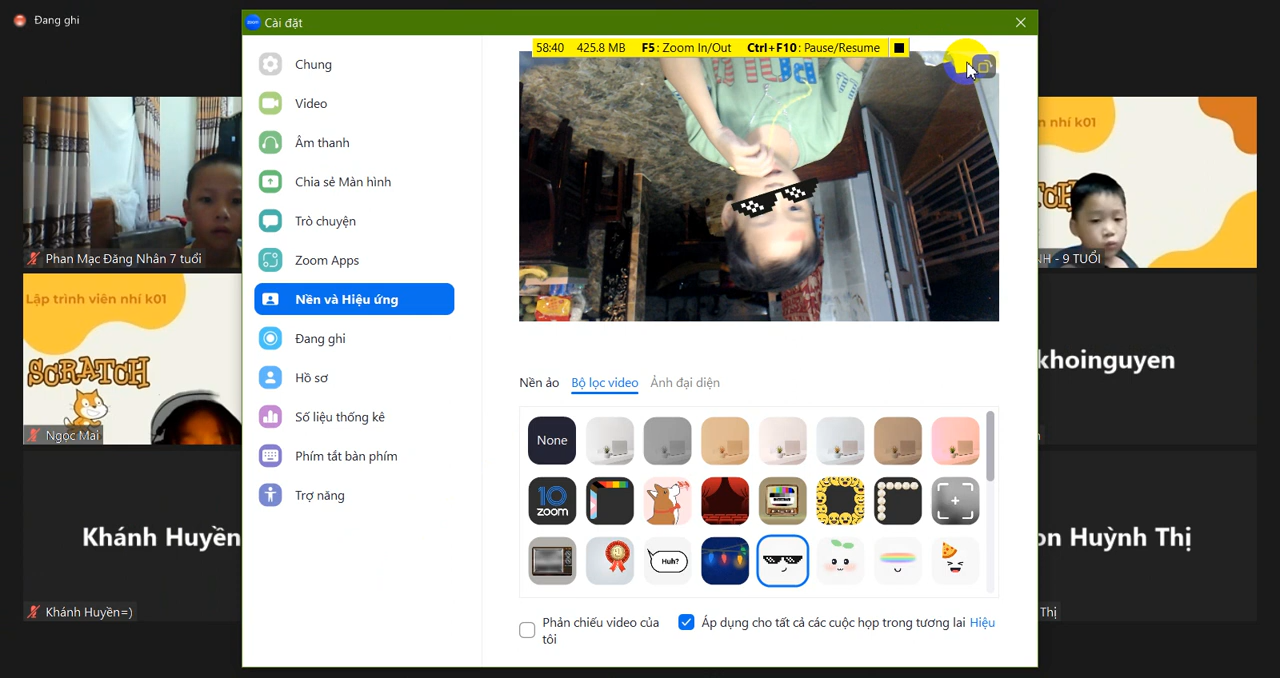 Đang ghi
Cài đặt
58:40 425.8 MB F5: Zoom In/Out Ctrl+F10: Pause/Resume
Chung
Video
Âm thanh
Chia sẻ Màn hình
Trò chuyện
Zoom Apps
Nền và Hiệu ứng
Đang ghi
Hồ sơ
Số liệu thống kê
Phím tắt bàn phím
Trợ năng
Nền ảo Bộ lọc video Ảnh đại diện
None
10 zoom
Huh?
Phản chiếu video của tôi
Áp dụng cho tất cả các cuộc họp trong tương lai Hiệu
Phan Mạc Đăng Nhân 7 tuổi
Lập trình viên nhí k01
SCRATCH
Ngọc Mai
Khánh Huyền
Khánh Huyền=)
n nhí k01
NH - 9 TUỔI
khoinguyen
on Huỳnh Thị
Thị